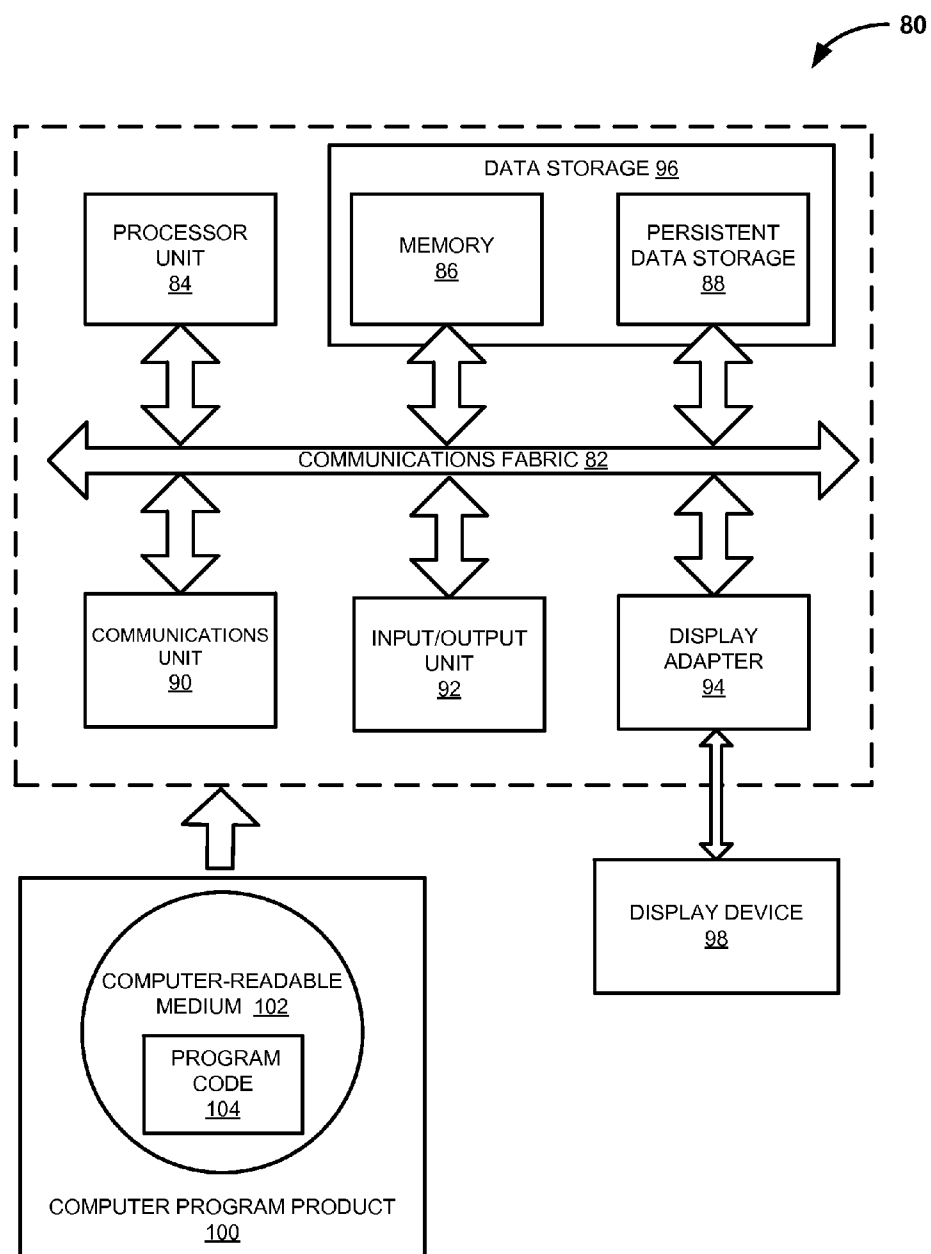 80
DATA STORAGE 96
PROCESSOR
UNIT
84
MEMORY
86
PERSISTENT
DATA STORAGE
88
COMMUNICATIONS FABRIC 82
COMMUNICATIONS
UNIT
90
INPUT/OUTPUT
UNIT
92
DISPLAY
ADAPTER
94
DISPLAY DEVICE
98
COMPUTER-READABLE
MEDIUM 102
PROGRAM
CODE
104
COMPUTER PROGRAM PRODUCT
100